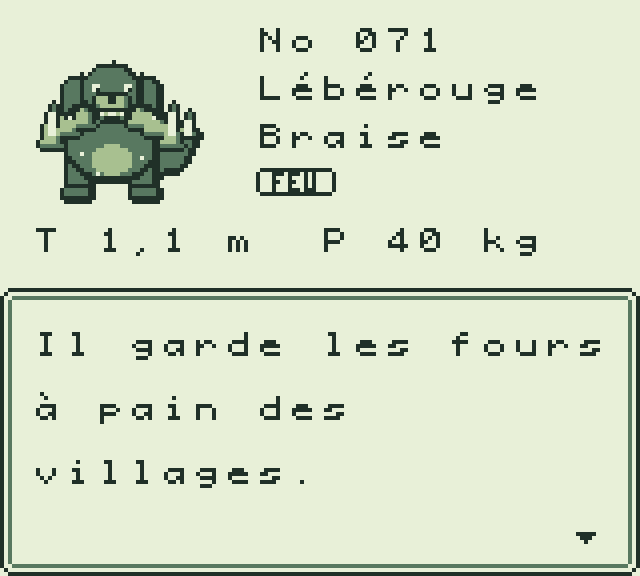 No 071
Lébérouge
Braise
FEU
T 1,1 m P 40 kg
Il garde les fours
à pain des
villages.